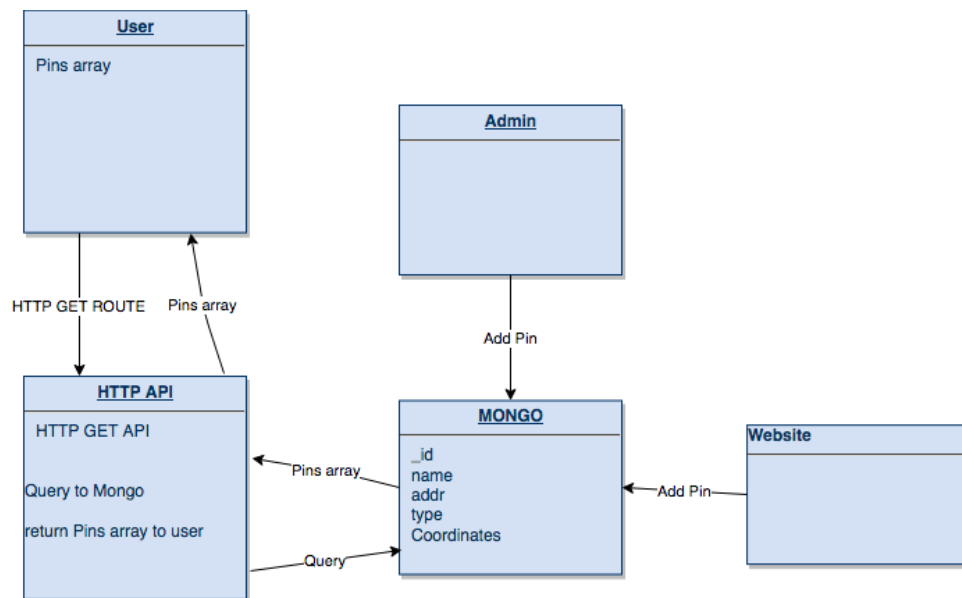 User
Pins array
Admin
HTTP GET ROUTE
Pins array
Add Pin
HTTP API
HTTP GET API
Query to Mongo
return Pins array to user
Pins array
Query
MONGO
_id
name
addr
type
Coordinates
Add Pin
Website